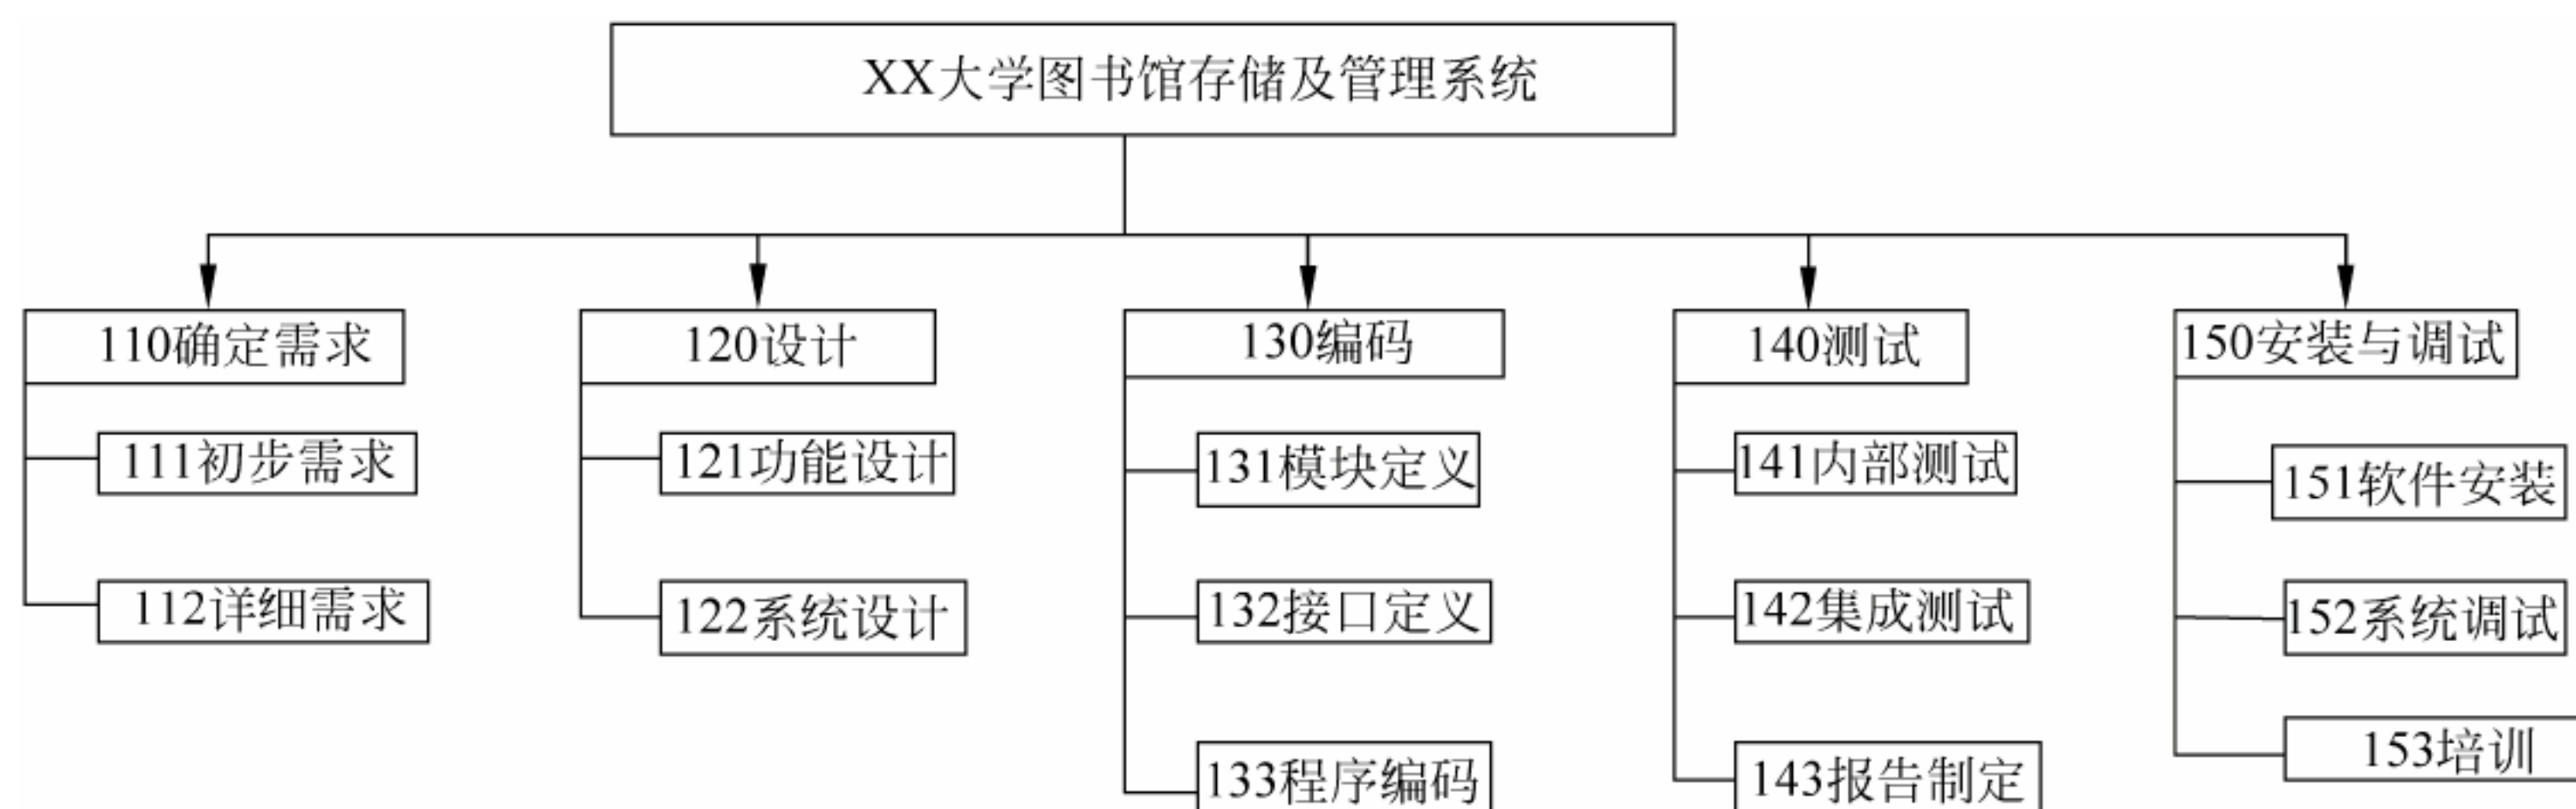 XX大学图书馆存储及管理系统
110确定需求
111初步需求
112详细需求
120设计
121功能设计
122系统设计
130编码
131模块定义
132接口定义
133程序编码
140测试
141内部测试
142集成测试
143报告制定
150安装与调试
151软件安装
152系统调试
153培训